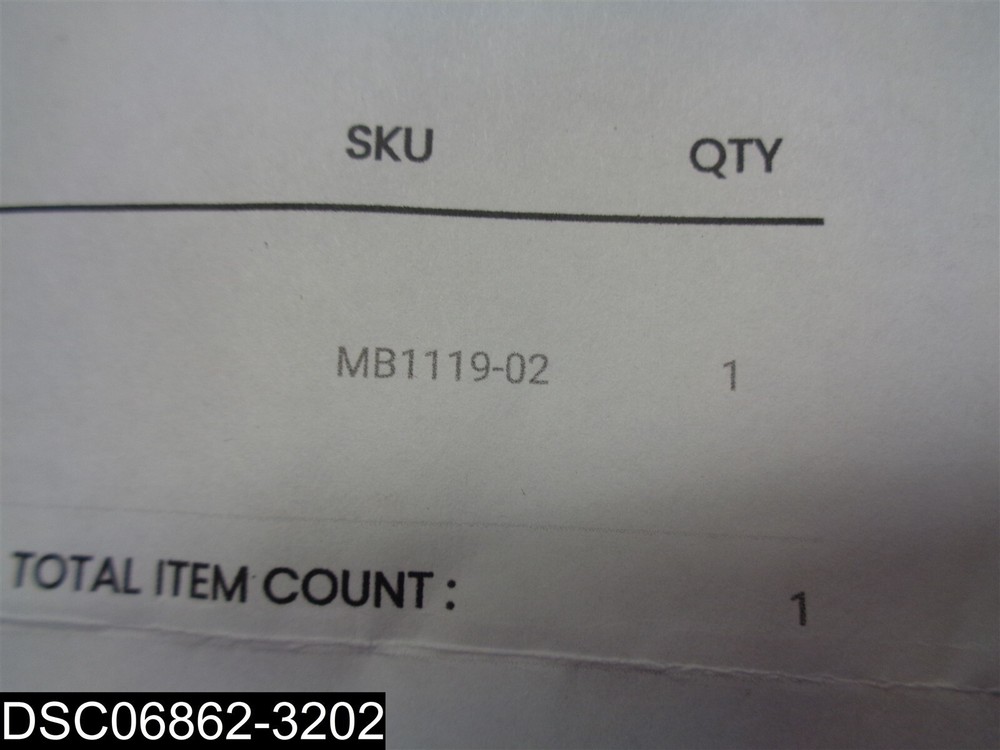 SKU QTY
MB1119-02 1
TOTAL ITEM COUNT : 1
DSC06862-3202